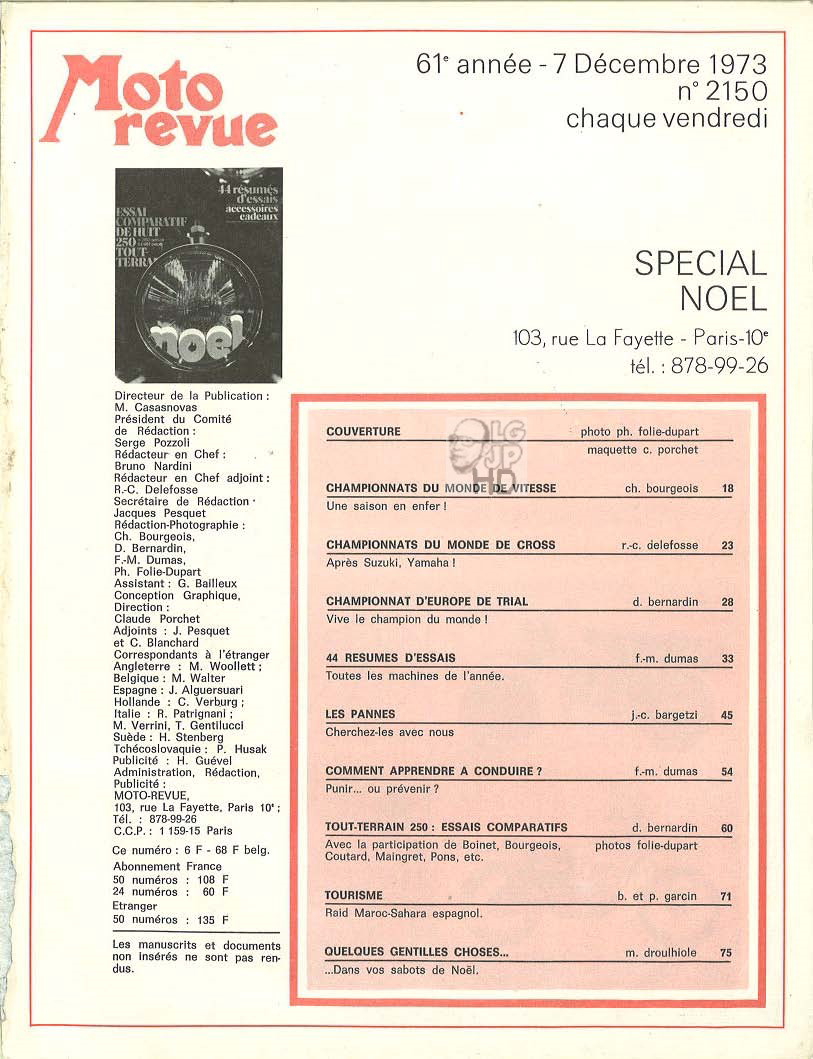 Moto
revue
61e année - 7 Décembre 1973
n° 2150
chaque vendredi
44 résumés
d'essais
accessoires
cadeaux
ESSAI
COMPARATIF
DE HUIT
250
TOUT-
TERRAIN
noel
SPECIAL
NOEL
103, rue La Fayette - Paris-10e
tél. : 878-99-26
Directeur de la Publication :
M. Casasnovas
Président du Comité
de Rédaction :
Serge Pozzoli
Rédacteur en Chef :
Bruno Nardini
Rédacteur en Chef adjoint :
R.-C. Delefosse
Secrétaire de Rédaction :
Jacques Pesquet
Rédaction-Photographie :
Ch. Bourgeois,
D. Bernardin,
F.-M. Dumas,
Ph. Folie-Dupart
Assistant : G. Bailleux
Conception Graphique,
Direction :
Claude Porchet
Adjoints : J. Pesquet
et C. Blanchard
Correspondants à l'étranger
Angleterre : M. Woollett ;
Belgique : M. Walter
Espagne : J. Alguersuari
Hollande : C. Verburg ;
Italie : R. Patrignani ;
M. Verrini, T. Gentilucci
Suède : H. Stenberg
Tchécoslovaquie : P. Husak
Publicité : H. Guével
Administration, Rédaction,
Publicité :
MOTO-REVUE,
103, rue La Fayette, Paris 10e ;
Tél. : 878-99-26
C.C.P. : 1 159-15 Paris
Ce numéro : 6 F - 68 F belg.
Abonnement France
50 numéros : 108 F
24 numéros : 60 F
Etranger
50 numéros : 135 F
Les manuscrits et documents
non insérés ne sont pas ren-
dus.
COUVERTURE photo ph. folie-dupart
maquette c. porchet
LG
JP
HD
CHAMPIONNATS DU MONDE DE VITESSE ch. bourgeois 18
Une saison en enfer !
CHAMPIONNATS DU MONDE DE CROSS r.-c. delefosse 23
Après Suzuki, Yamaha !
CHAMPIONNAT D'EUROPE DE TRIAL d. bernardin 28
Vive le champion du monde !
44 RESUMES D'ESSAIS f.-m. dumas 33
Toutes les machines de l'année.
LES PANNES j.-c. bargetzi 45
Cherchez-les avec nous
COMMENT APPRENDRE A CONDUIRE ? f.-m. dumas 54
Punir... ou prévenir ?
TOUT-TERRAIN 250 : ESSAIS COMPARATIFS d. bernardin 60
Avec la participation de Boinet, Bourgeois, photos folie-dupart
Coutard, Maingret, Pons, etc.
TOURISME b. et p. garcin 71
Raid Maroc-Sahara espagnol.
QUELQUES GENTILLES CHOSES... m. droulhiole 75
...Dans vos sabots de Noël.